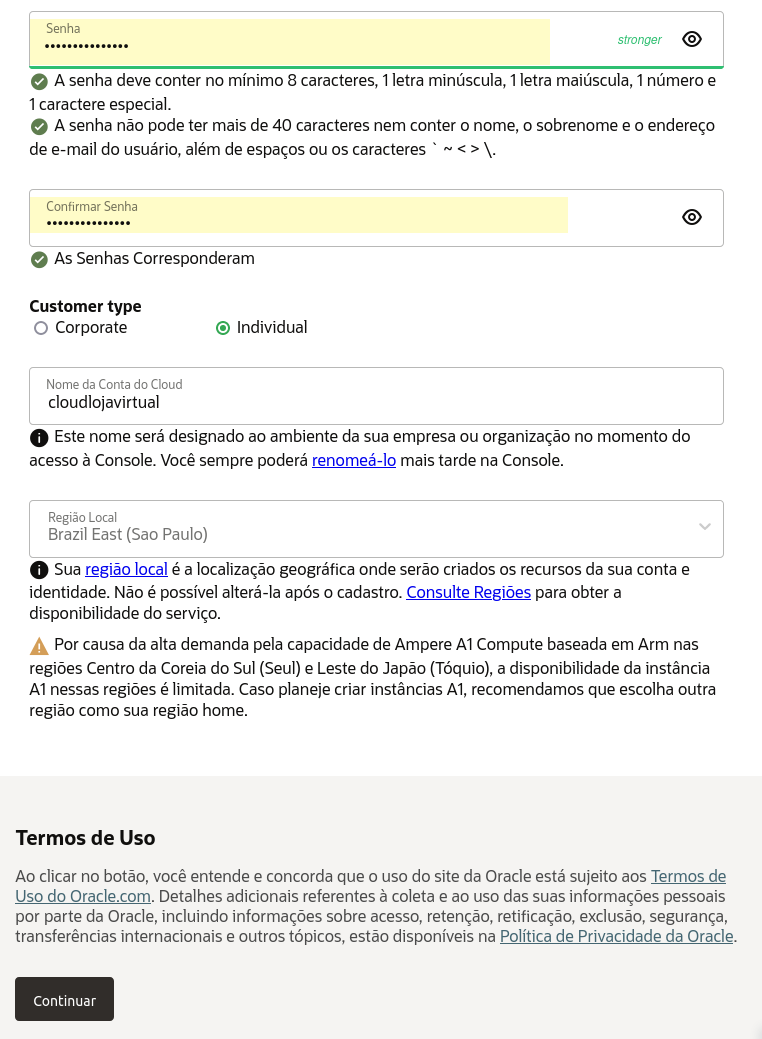 Senha
•••••••••••••••
stronger
A senha deve conter no mínimo 8 caracteres, 1 letra minúscula, 1 letra maiúscula, 1 número e
1 caractere especial.
A senha não pode ter mais de 40 caracteres nem conter o nome, o sobrenome e o endereço
de e-mail do usuário, além de espaços ou os caracteres ` ~ < > \.
Confirmar Senha
•••••••••••••••
As Senhas Corresponderam
Customer type
Corporate
Individual
Nome da Conta do Cloud
cloudlojavirtual
Este nome será designado ao ambiente da sua empresa ou organização no momento do
acesso à Console. Você sempre poderá renomeá-lo mais tarde na Console.
Região Local
Brazil East (Sao Paulo)
Sua região local é a localização geográfica onde serão criados os recursos da sua conta e
identidade. Não é possível alterá-la após o cadastro. Consulte Regiões para obter a
disponibilidade do serviço.
Por causa da alta demanda pela capacidade de Ampere A1 Compute baseada em Arm nas
regiões Centro da Coreia do Sul (Seul) e Leste do Japão (Tóquio), a disponibilidade da instância
A1 nessas regiões é limitada. Caso planeje criar instâncias A1, recomendamos que escolha outra
região como sua região home.
Termos de Uso
Ao clicar no botão, você entende e concorda que o uso do site da Oracle está sujeito aos Termos de
Uso do Oracle.com. Detalhes adicionais referentes à coleta e ao uso das suas informações pessoais
por parte da Oracle, incluindo informações sobre acesso, retenção, retificação, exclusão, segurança,
transferências internacionais e outros tópicos, estão disponíveis na Política de Privacidade da Oracle.
Continuar